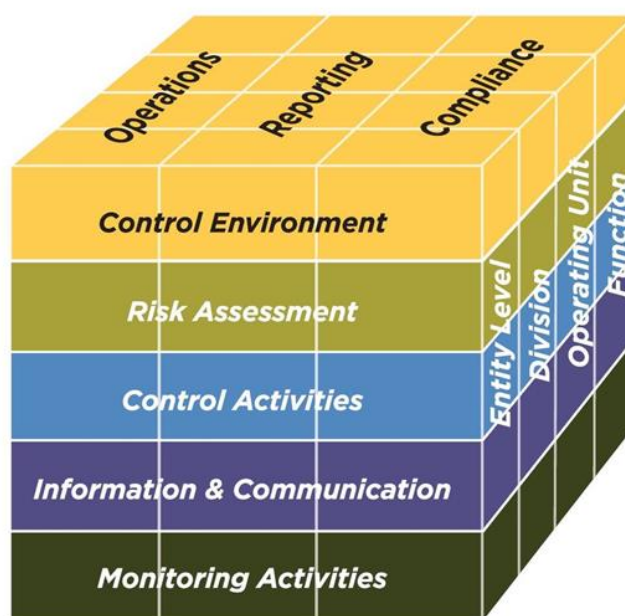 Operations
Reporting
Compliance
Control Environment
Risk Assessment
Control Activities
Information & Communication
Monitoring Activities
Entity Level
Division
Operating Unit
Function